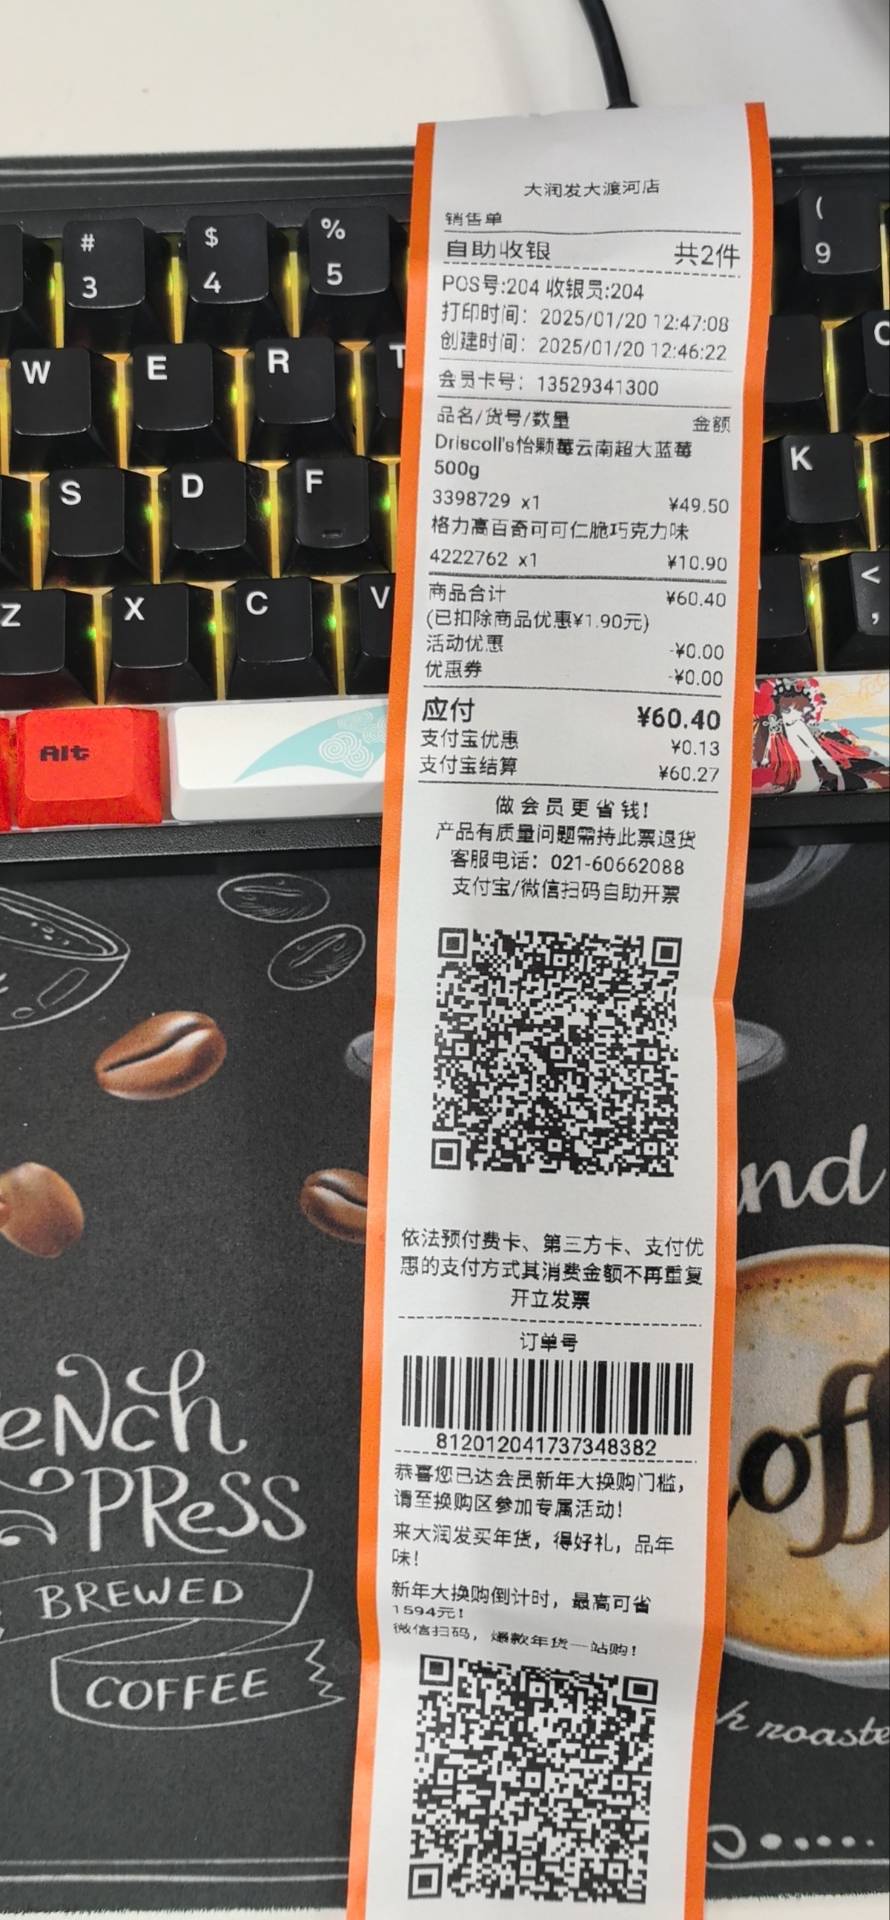 大润发大渡河店
销售单
自助收银 共2件
POS号:204 收银员:204
打印时间: 2025/01/20 12:47:08
创建时间: 2025/01/20 12:46:22
会员卡号: 13529341300
品名/货号/数量 金额
Driscoll's怡颗莓云南超大蓝莓
500g
3398729 x1 ¥49.50
格力高百奇可可仁脆巧克力味
4222762 x1 ¥10.90
商品合计 ¥60.40
(已扣除商品优惠¥1.90元)
活动优惠 -¥0.00
优惠券 -¥0.00
应付 ¥60.40
支付宝优惠 ¥0.13
支付宝结算 ¥60.27
做会员更省钱!
产品有质量问题需持此票退货
客服电话: 021-60662088
支付宝/微信扫码自助开票
依法预付费卡、第三方卡、支付优
惠的支付方式其消费金额不再重复
开立发票
订单号
812012041737348382
恭喜您已达会员新年大换购门槛,
请至换购区参加专属活动!
来大润发买年货, 得好礼, 品年
味!
新年大换购倒计时, 最高可省
1594元!
微信扫码, 爆款年货一站购!
# $ % (
3 4 5 9
W E R T O
S D F K
Z X C V < ,
Alt
eNch
PReSS
BREWED
COFFEE
nd
off
h roaste